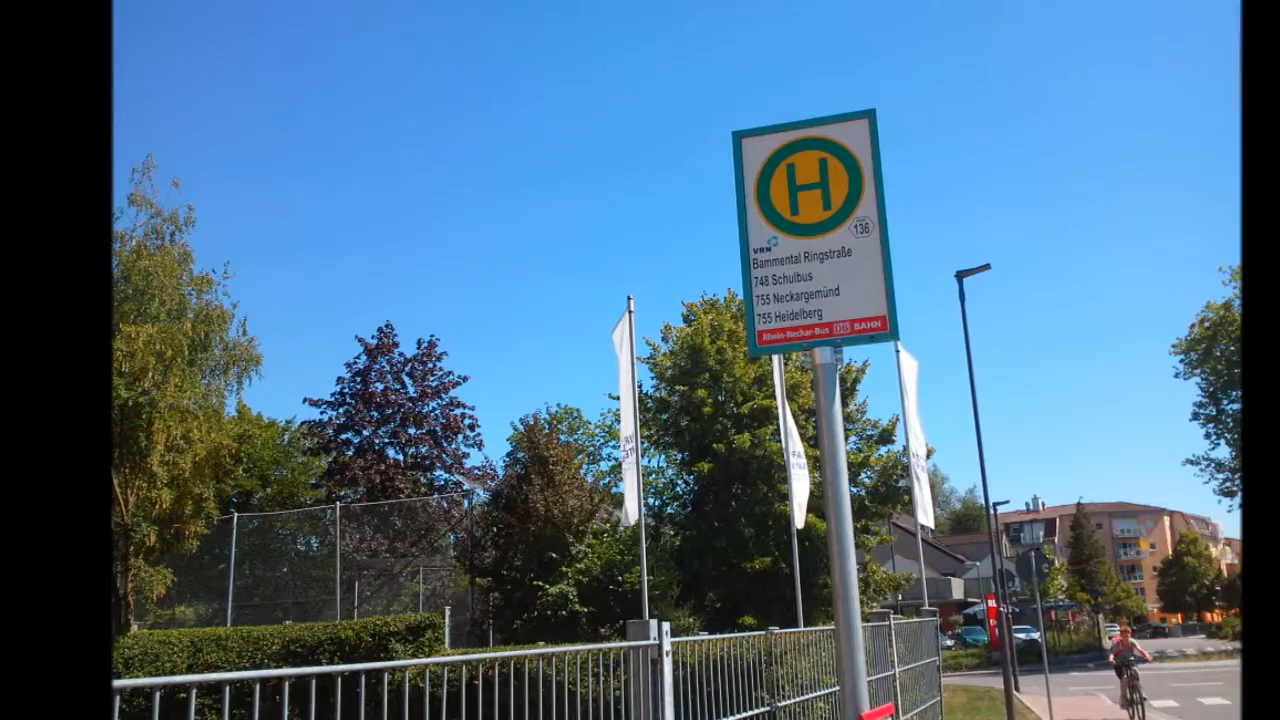 H
136
VRN
Bammental Ringstraße
748 Schulbus
755 Neckargemünd
755 Heidelberg
Rhein-Neckar-Bus DB BAHN